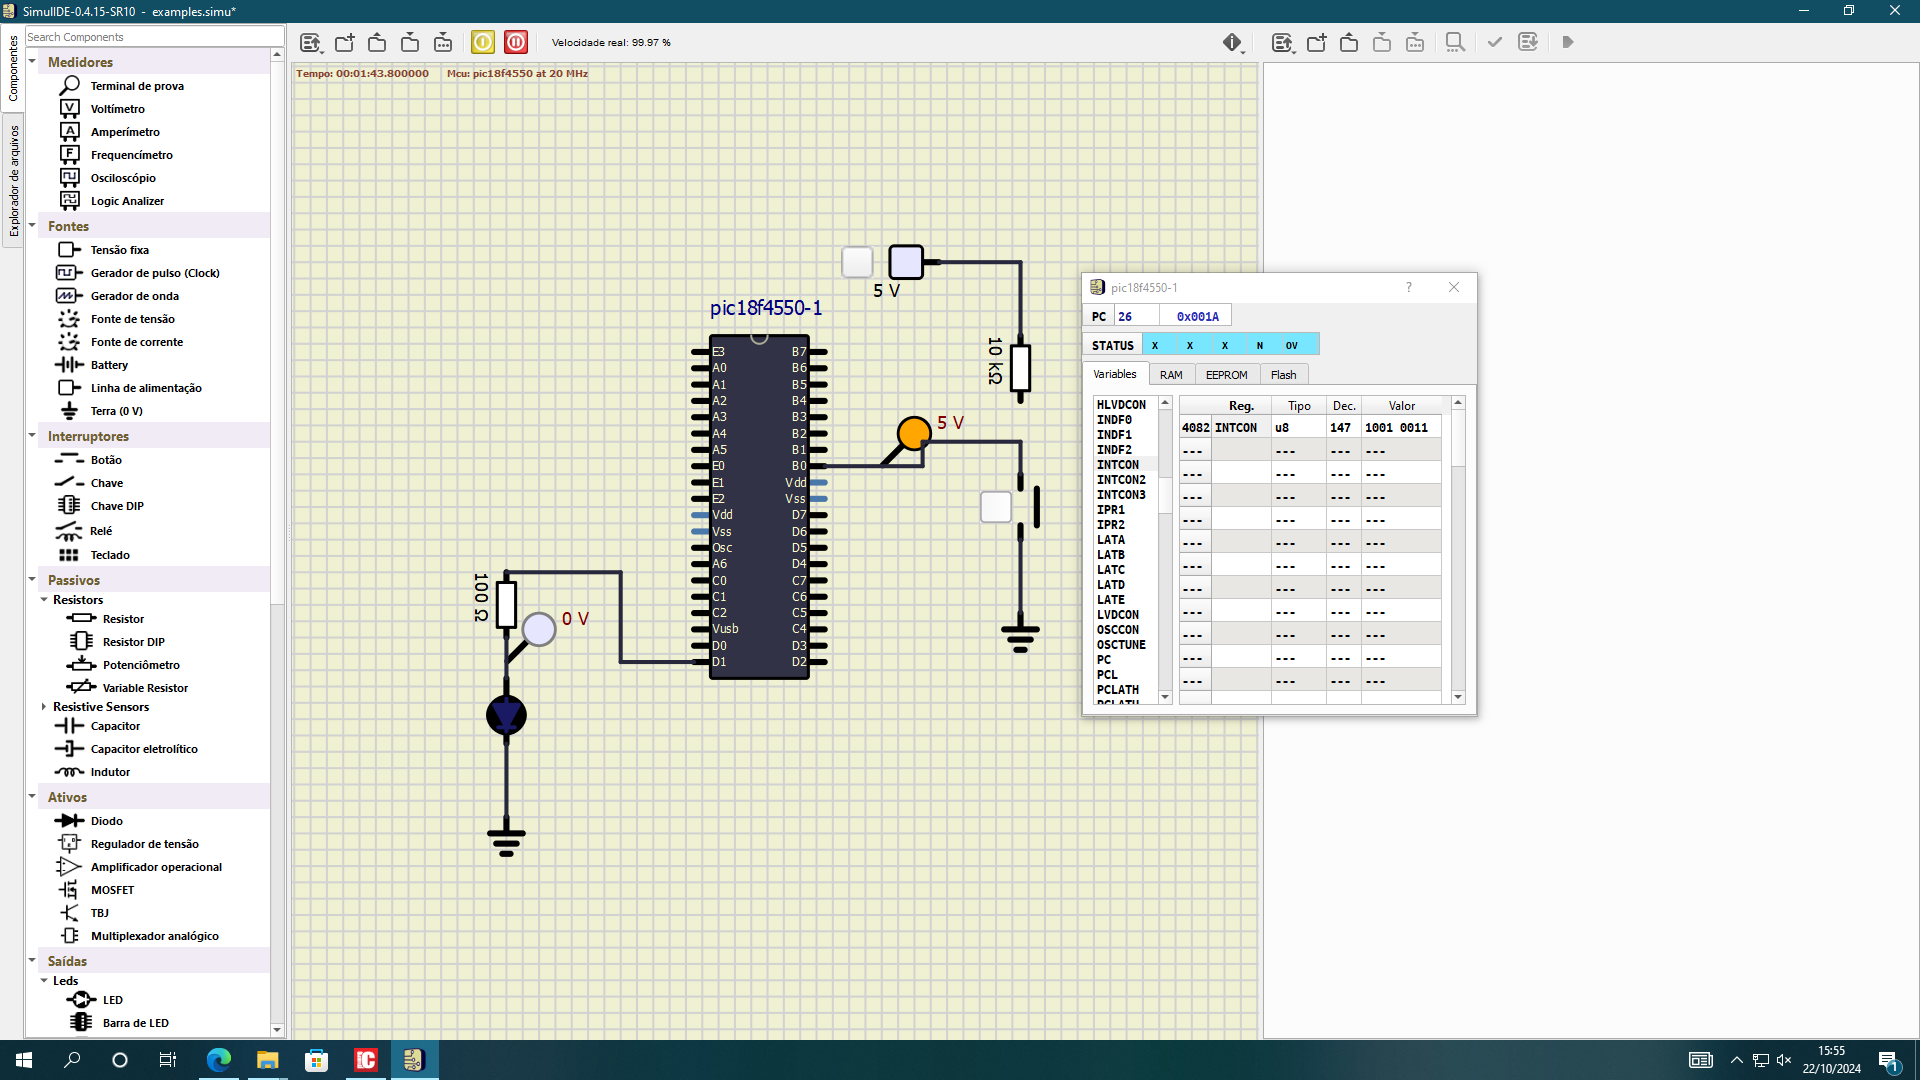 SimulIDE-0.4.15-SR10 - examples.simu*
Componentes
Explorador de arquivos
Search Components
Medidores
Terminal de prova
Voltímetro
Amperímetro
Frequencímetro
Osciloscópio
Logic Analizer
Fontes
Tensão fixa
Gerador de pulso (Clock)
Gerador de onda
Fonte de tensão
Fonte de corrente
Battery
Linha de alimentação
Terra (0 V)
Interruptores
Botão
Chave
Chave DIP
Relé
Teclado
Passivos
Resistors
Resistor
Resistor DIP
Potenciômetro
Variable Resistor
Resistive Sensors
Capacitor
Capacitor eletrolítico
Indutor
Ativos
Diodo
Regulador de tensão
Amplificador operacional
MOSFET
TBJ
Multiplexador analógico
Saídas
Leds
LED
Barra de LED
Velocidade real: 99.97 %
Tempo: 00:01:43.800000 Mcu: pic18f4550 at 20 MHz
5 V
pic18f4550-1
10 kΩ
5 V
E3 B7
A0 B6
A1 B5
A2 B4
A3 B3
A4 B2
A5 B1
E0 B0
E1 Vdd
E2 Vss
Vdd D7
Vss D6
Osc D5
A6 D4
C0 C7
C1 C6
C2 C5
Vusb C4
D0 D3
D1 D2
100 Ω
0 V
pic18f4550-1 ?
PC 26 0x001A
STATUS X X X N OV
Variables RAM EEPROM Flash
HLVDCON
INDF0
INDF1
INDF2
INTCON
INTCON2
INTCON3
IPR1
IPR2
LATA
LATB
LATC
LATD
LATE
LVDCON
OSCCON
OSCTUNE
PC
PCL
PCLATH
Reg. Tipo Dec. Valor
4082 INTCON u8 147 1001 0011
--- --- --- ---
--- --- --- ---
--- --- --- ---
--- --- --- ---
--- --- --- ---
--- --- --- ---
--- --- --- ---
--- --- --- ---
--- --- --- ---
--- --- --- ---
--- --- --- ---
15:55
22/10/2024
1